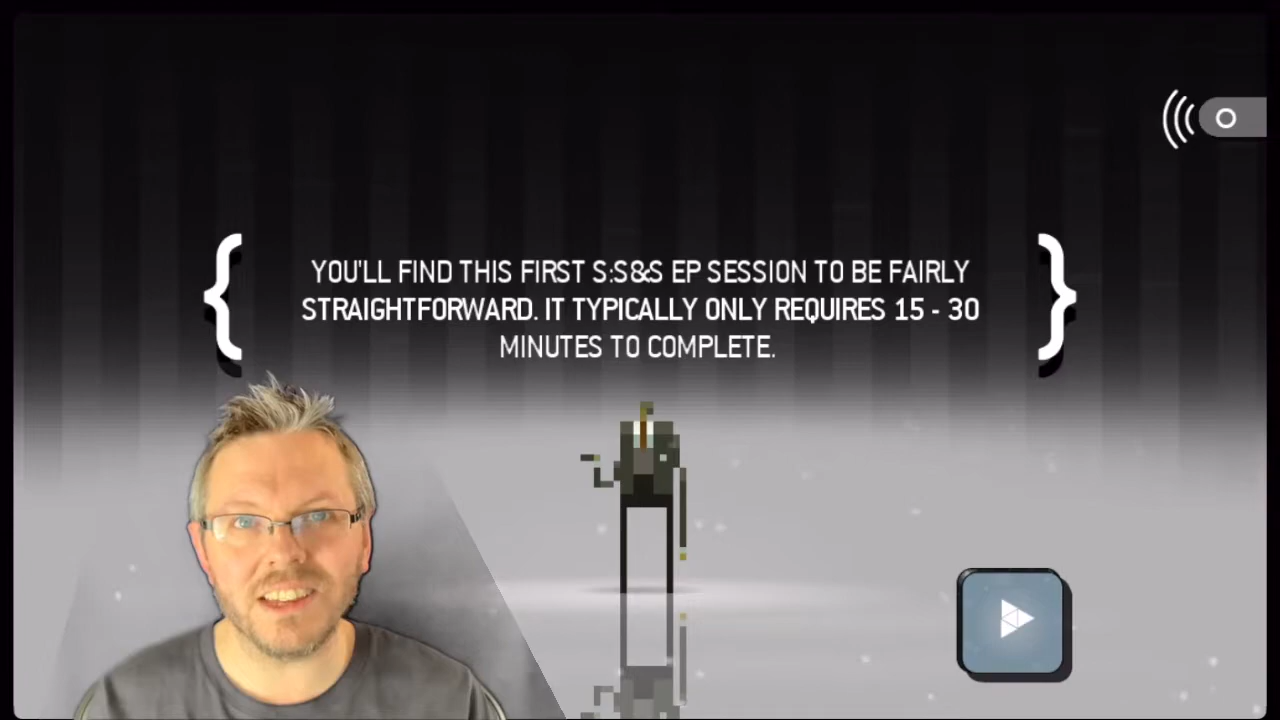 YOU'LL FIND THIS FIRST S:S&S EP SESSION TO BE FAIRLY
STRAIGHTFORWARD. IT TYPICALLY ONLY REQUIRES 15 - 30
MINUTES TO COMPLETE.